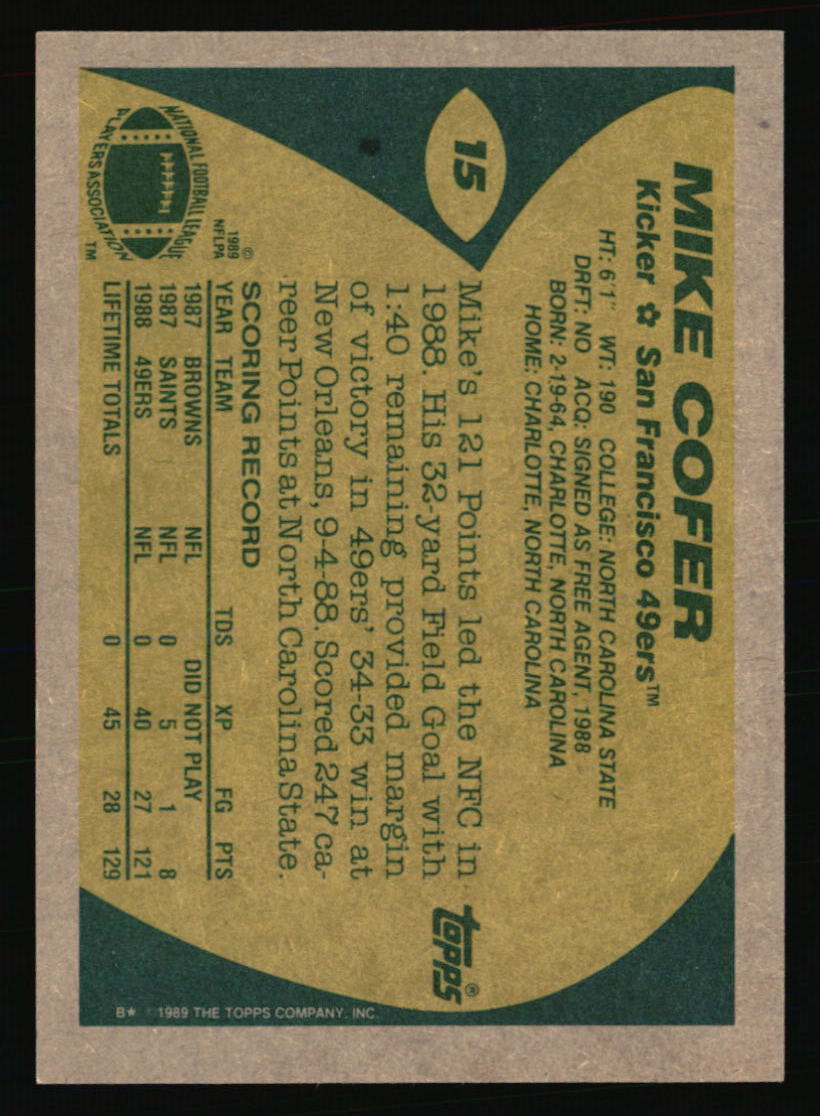 15
MIKE COFER
Kicker ✿ San Francisco 49ers™
HT: 6'1" WT: 190 COLLEGE: NORTH CAROLINA STATE
DRFT: NO ACQ: SIGNED AS FREE AGENT, 1988
BORN: 2-19-64, CHARLOTTE, NORTH CAROLINA
HOME: CHARLOTTE, NORTH CAROLINA
Mike's 121 Points led the NFC in
1988. His 32-yard Field Goal with
1:40 remaining provided margin
of victory in 49ers' 34-33 win at
New Orleans, 9-4-88. Scored 247 ca-
reer Points at North Carolina State.
topps®
SCORING RECORD
YEAR TEAM TDS XP FG PTS
1987 BROWNS NFL DID NOT PLAY
1987 SAINTS NFL 0 5 1 8
1988 49ERS NFL 0 40 27 121
LIFETIME TOTALS 0 45 28 129
NATIONAL FOOTBALL LEAGUE
PLAYERS ASSOCIATION
TM
©
1989
NFLPA
B★ ©1989 THE TOPPS COMPANY, INC.